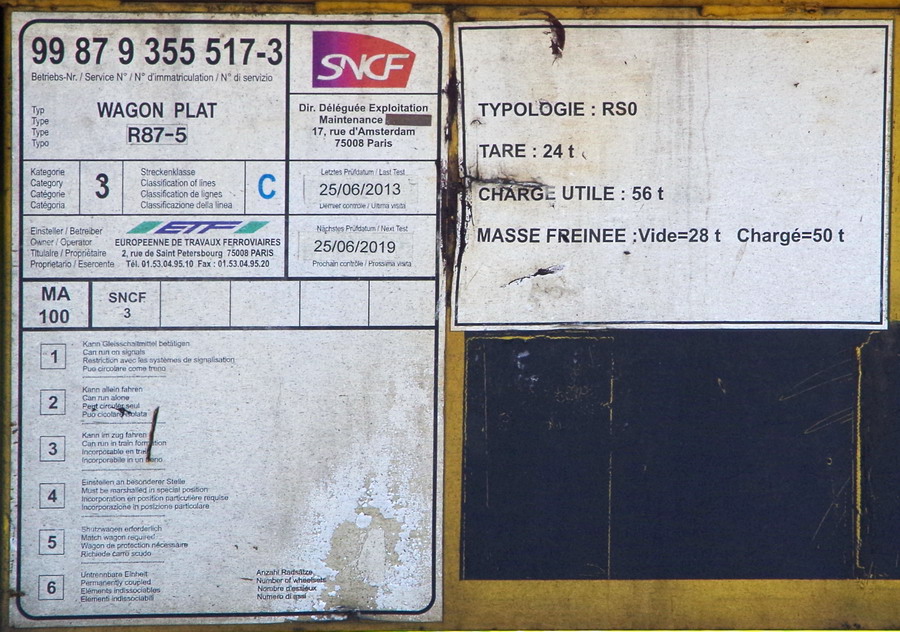 99 87 9 355 517-3
Betriebs-Nr. / Service N° / N° d'immatriculation / N° di servizio
SNCF
Typ
Type
Type
Typo
WAGON PLAT
R87-5
Dir. Déléguée Exploitation
Maintenance
17, rue d'Amsterdam
75008 Paris
Kategorie
Category
Catégorie
Categoria
3
Streckenklasse
Classification of lines
Classification de lignes
Classificazione della linea
C
Letztes Prüfdatum / Last Test
25/06/2013
Dernier contrôle / Ultima visita
Einsteller / Betreiber
Owner / Operator
Titulaire / Propriétaire
Proprietario / Esercente
ETF
EUROPEENNE DE TRAVAUX FERROVIAIRES
2, rue de Saint Petersbourg 75008 PARIS
Tél. 01.53.04.95.10 Fax : 01.53.04.95.20
Nächstes Prüfdatum / Next Test
25/06/2019
Prochain contrôle / Prossima visita
MA
100
SNCF
3
1
Kann Gleisschaltmittel betätigen
Can run on signals
Restriction avec les systèmes de signalisation
Puo circolare come treno
2
Kann allein fahren
Can run alone
Peut circuler seul
Può cicolare isolata
3
Kann im zug fahren
Can run in train formation
Incorposable en train
Incorporabile in un treno
4
Einstellen an besonderer Stelle
Must be marshalled in special position
Incorporation en position particulière requise
Incorporazione in posizione particolare
5
Shutzwagen erforderlich
Match wagon required
Wagon de protection nécessaire
Richiede carro scudo
6
Untrennbare Einheit
Permanently coupled
Eléments indissociables
Elementi indissociabili
Anzahl Radsätze
Number of wheelsets
Nombre d'essieux
Numero di assi
TYPOLOGIE : RS0
TARE : 24 t
CHARGE UTILE : 56 t
MASSE FREINEE :Vide=28 t Chargé=50 t